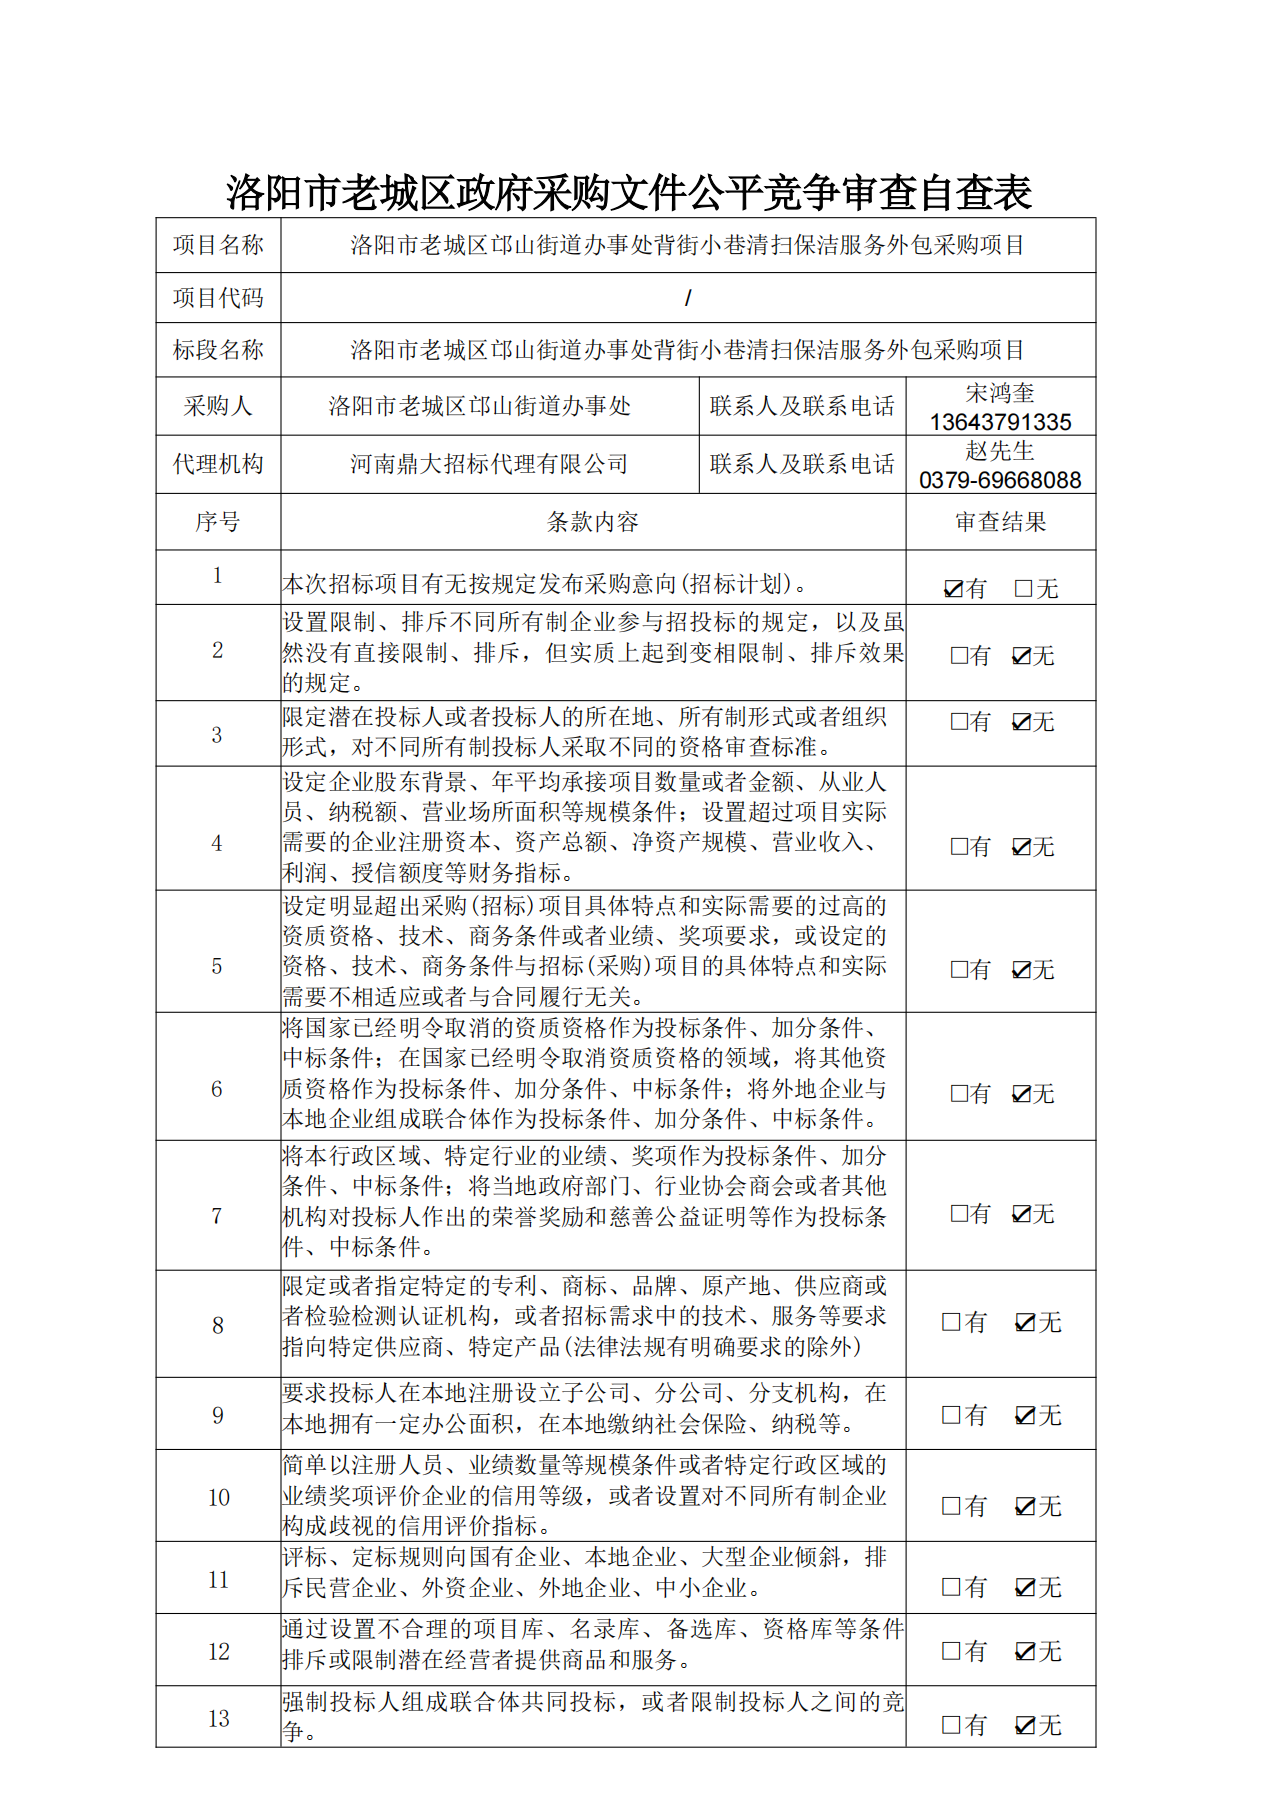 洛阳市老城区政府采购文件公平竞争审查自查表
项目名称 洛阳市老城区邙山街道办事处背街小巷清扫保洁服务外包采购项目
项目代码 /
标段名称 洛阳市老城区邙山街道办事处背街小巷清扫保洁服务外包采购项目
采购人 洛阳市老城区邙山街道办事处 联系人及联系电话 宋鸿奎
13643791335
代理机构 河南鼎大招标代理有限公司 联系人及联系电话 赵先生
0379-69668088
序号 条款内容 审查结果
1 本次招标项目有无按规定发布采购意向(招标计划)。 ☑有 □无
2 设置限制、排斥不同所有制企业参与招投标的规定，以及虽
然没有直接限制、排斥，但实质上起到变相限制、排斥效果
的规定。 □有 ☑无
3 限定潜在投标人或者投标人的所在地、所有制形式或者组织
形式，对不同所有制投标人采取不同的资格审查标准。 □有 ☑无
4 设定企业股东背景、年平均承接项目数量或者金额、从业人
员、纳税额、营业场所面积等规模条件；设置超过项目实际
需要的企业注册资本、资产总额、净资产规模、营业收入、
利润、授信额度等财务指标。 □有 ☑无
5 设定明显超出采购(招标)项目具体特点和实际需要的过高的
资质资格、技术、商务条件或者业绩、奖项要求，或设定的
资格、技术、商务条件与招标(采购)项目的具体特点和实际
需要不相适应或者与合同履行无关。 □有 ☑无
6 将国家已经明令取消的资质资格作为投标条件、加分条件、
中标条件；在国家已经明令取消资质资格的领域，将其他资
质资格作为投标条件、加分条件、中标条件；将外地企业与
本地企业组成联合体作为投标条件、加分条件、中标条件。 □有 ☑无
7 将本行政区域、特定行业的业绩、奖项作为投标条件、加分
条件、中标条件；将当地政府部门、行业协会商会或者其他
机构对投标人作出的荣誉奖励和慈善公益证明等作为投标条
件、中标条件。 □有 ☑无
8 限定或者指定特定的专利、商标、品牌、原产地、供应商或
者检验检测认证机构，或者招标需求中的技术、服务等要求
指向特定供应商、特定产品(法律法规有明确要求的除外) □有 ☑无
9 要求投标人在本地注册设立子公司、分公司、分支机构，在
本地拥有一定办公面积，在本地缴纳社会保险、纳税等。 □有 ☑无
10 简单以注册人员、业绩数量等规模条件或者特定行政区域的
业绩奖项评价企业的信用等级，或者设置对不同所有制企业
构成歧视的信用评价指标。 □有 ☑无
11 评标、定标规则向国有企业、本地企业、大型企业倾斜，排
斥民营企业、外资企业、外地企业、中小企业。 □有 ☑无
12 通过设置不合理的项目库、名录库、备选库、资格库等条件
排斥或限制潜在经营者提供商品和服务。 □有 ☑无
13 强制投标人组成联合体共同投标，或者限制投标人之间的竞
争。 □有 ☑无